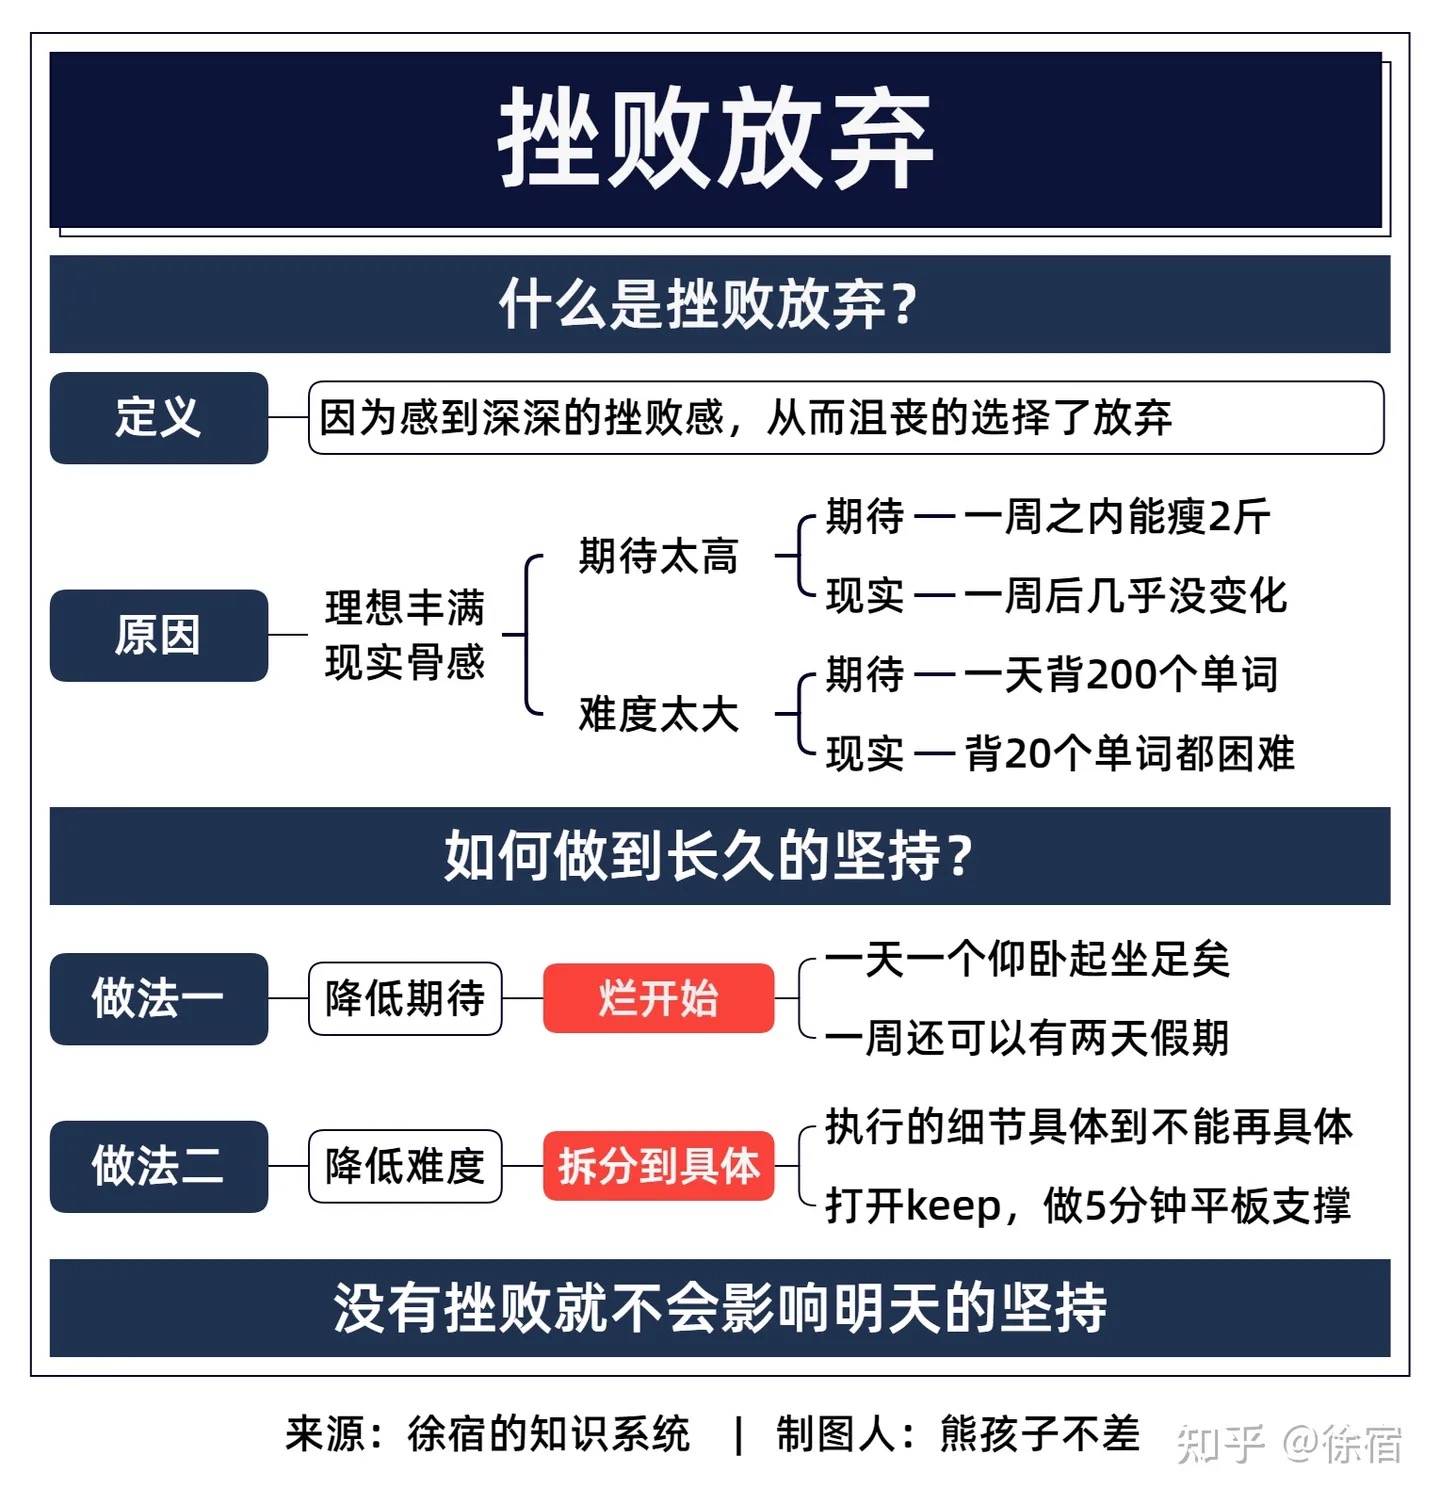 挫败放弃
什么是挫败放弃？
定义
因为感到深深的挫败感，从而沮丧的选择了放弃
原因
理想丰满
现实骨感
期待太高
期待
一周之内能瘦2斤
现实
一周后几乎没变化
难度太大
期待
一天背200个单词
现实
背20个单词都困难
如何做到长久的坚持？
做法一
降低期待
烂开始
一天一个仰卧起坐足矣
一周还可以有两天假期
做法二
降低难度
拆分到具体
执行的细节具体到不能再具体
打开keep，做5分钟平板支撑
没有挫败就不会影响明天的坚持
来源：徐宿的知识系统 | 制图人：熊孩子不差
知乎 @徐宿